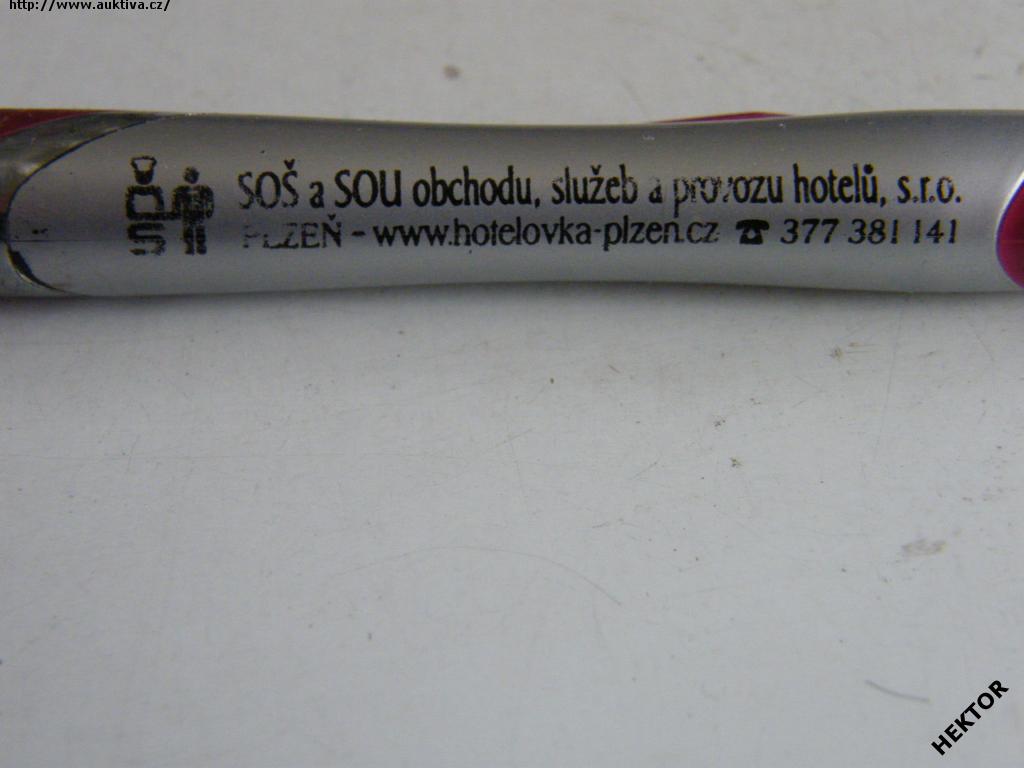 http://www.auktiva.cz/
SOŠ a SOU obchodu, služeb a provozu hotelů, s.r.o.
PLZEŇ - www.hotelovka-plzen.cz ☎ 377 381 141
HEKTOR